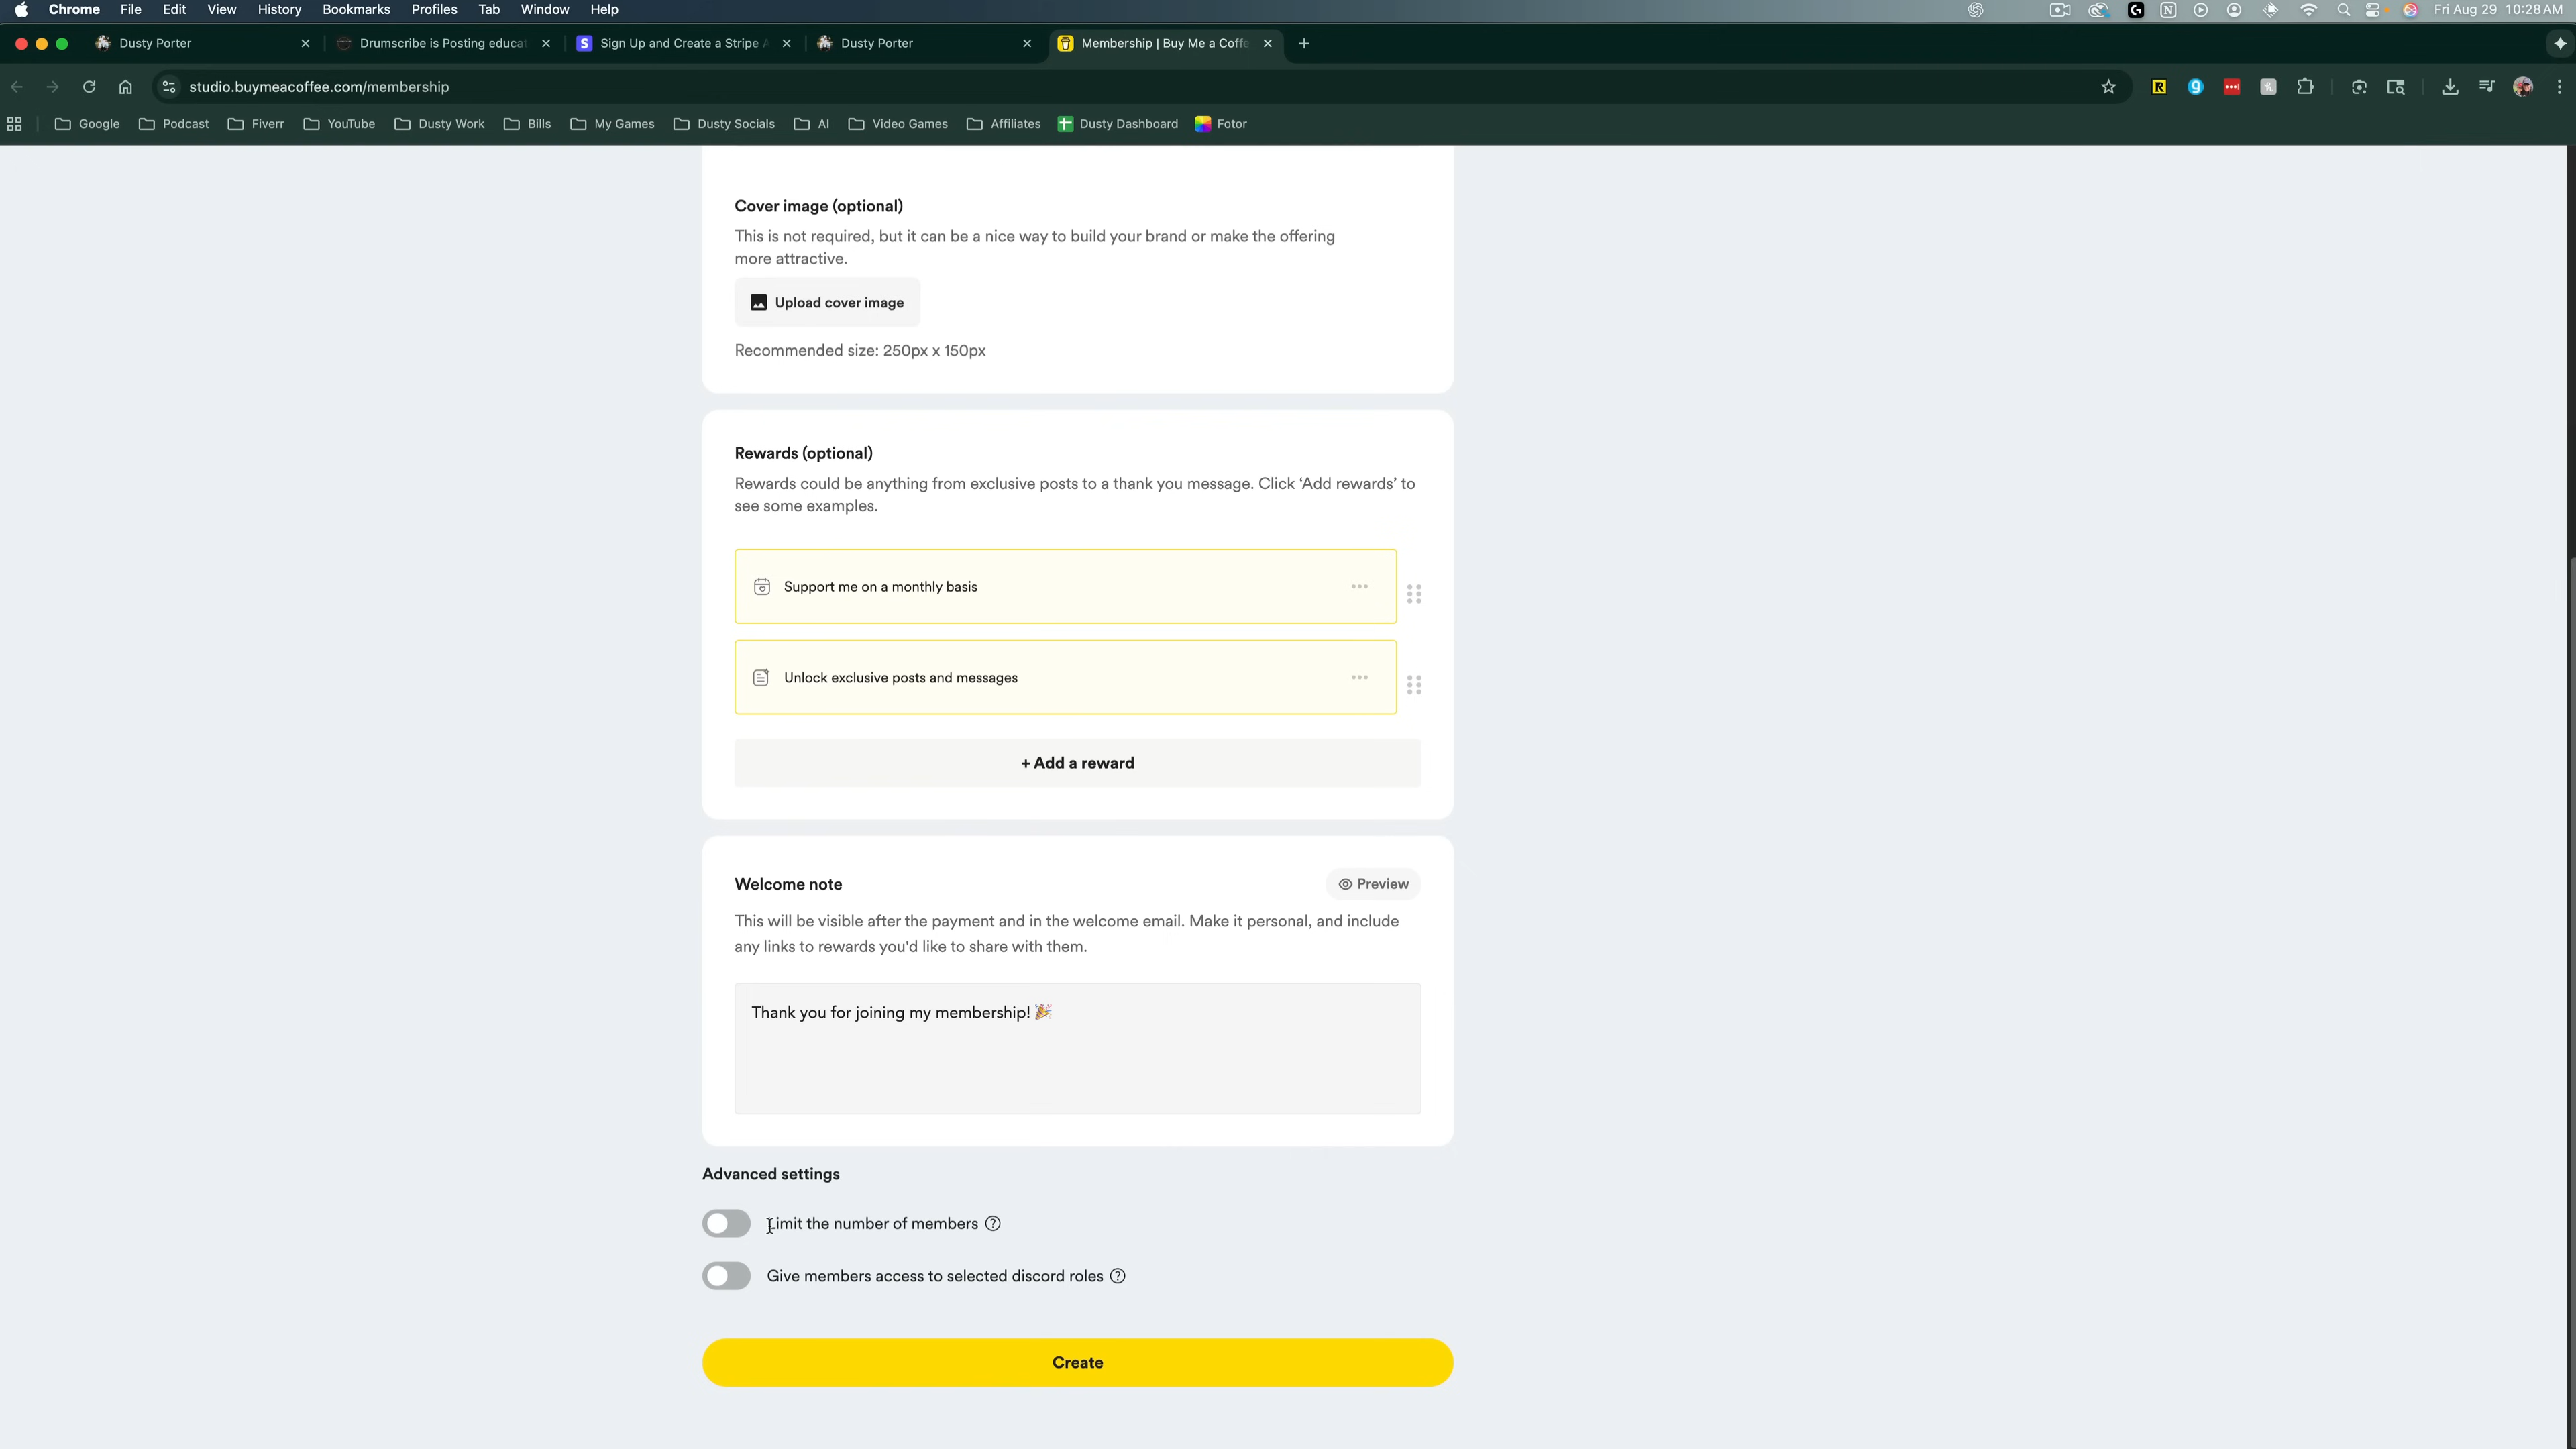 Chrome File Edit View History Bookmarks Profiles Tab Window Help Fri Aug 29 10:28 AM
Dusty Porter Drumscribe is Posting educat Sign Up and Create a Stripe A Dusty Porter Membership | Buy Me a Coffe
studio.buymeacoffee.com/membership
Google Podcast Fiverr YouTube Dusty Work Bills My Games Dusty Socials AI Video Games Affiliates Dusty Dashboard Fotor
Cover image (optional)
This is not required, but it can be a nice way to build your brand or make the offering
more attractive.
Upload cover image
Recommended size: 250px x 150px
Rewards (optional)
Rewards could be anything from exclusive posts to a thank you message. Click ‘Add rewards’ to
see some examples.
Support me on a monthly basis
Unlock exclusive posts and messages
+ Add a reward
Welcome note
Preview
This will be visible after the payment and in the welcome email. Make it personal, and include
any links to rewards you'd like to share with them.
Thank you for joining my membership! 🎉
Advanced settings
Limit the number of members
Give members access to selected discord roles
Create